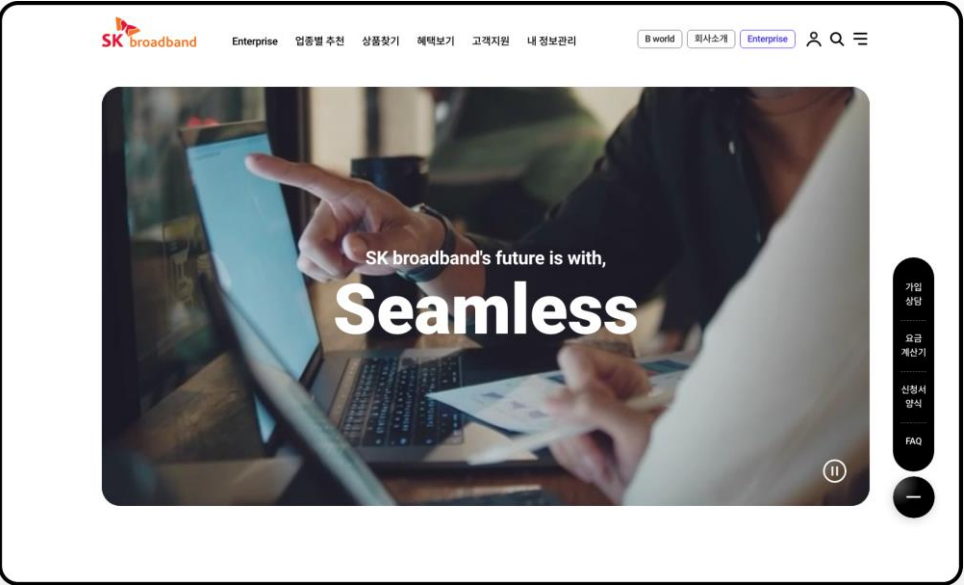 SK broadband
Enterprise 업종별 추천 상품찾기 혜택보기 고객지원 내 정보관리
B world 회사소개 Enterprise
SK broadband's future is with,
Seamless
가입
상담
요금
계산기
신청서
양식
FAQ